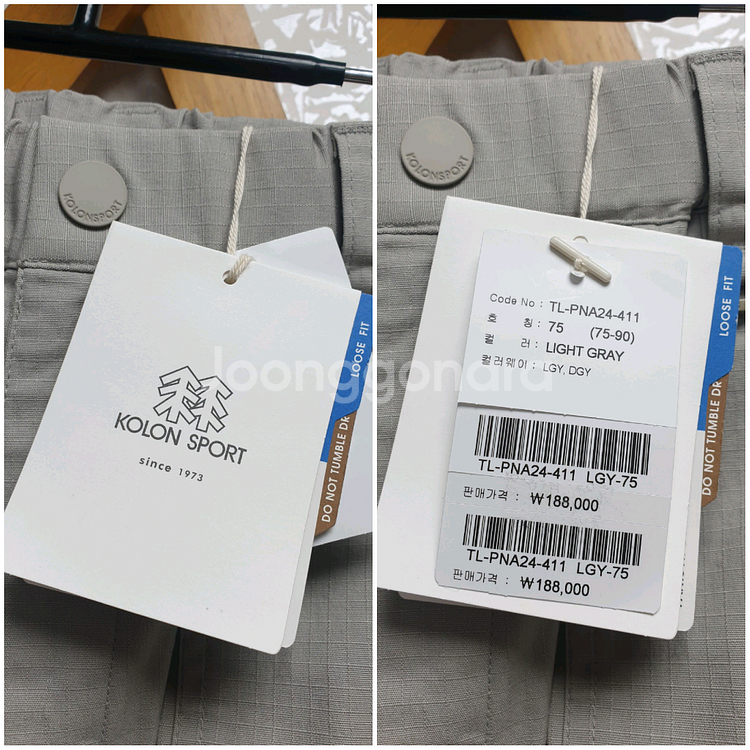 KOLONSPORT
KOLON SPORT
since 1973
LOOSE FIT
DO NOT TUMBLE DR
KOLONSPORT
Code No : TL-PNA24-411
호 칭 : 75 (75-90)
컬 러 : LIGHT GRAY
컬러웨이 : LGY, DGY
TL-PNA24-411 LGY-75
판매가격 : ₩188,000
TL-PNA24-411 LGY-75
판매가격 : ₩188,000
LOOSE FIT
DO NOT TUMBLE DR
loonggonara